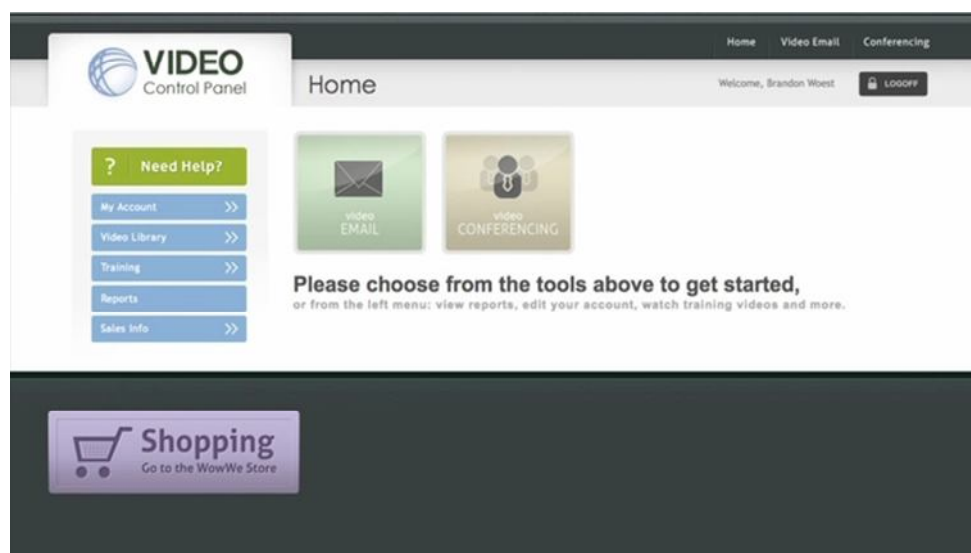 Home Video Email Conferencing
VIDEO
Control Panel
Home
Welcome, Brandon Woest
LOGOFF
? Need Help?
My Account
Video Library
Training
Reports
Sales Info
video
EMAIL
video
CONFERENCING
Please choose from the tools above to get started,
or from the left menu: view reports, edit your account, watch training videos and more.
Shopping
Go to the WowWe Store